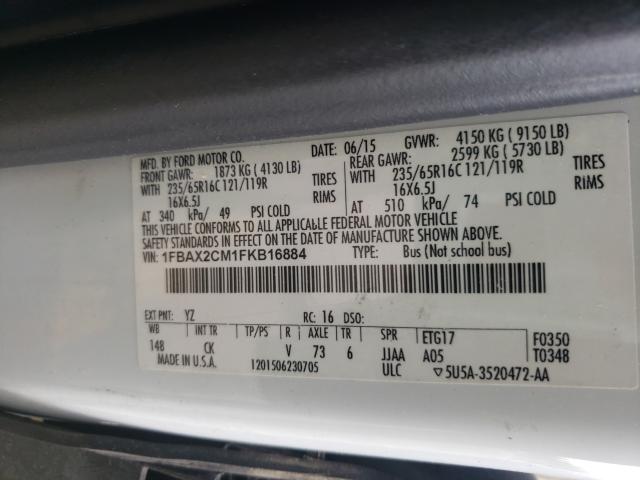 MFD. BY FORD MOTOR CO. DATE: 06/15 GVWR: 4150 KG ( 9150 LB)
FRONT GAWR: 1873 KG ( 4130 LB) REAR GAWR: 2599 KG ( 5730 LB)
WITH 235/65R16C 121/119R TIRES WITH 235/65R16C 121/119R TIRES
16X6.5J RIMS 16X6.5J RIMS
AT 340 kPa/ 49 PSI COLD AT 510 kPa/ 74 PSI COLD
THIS VEHICLE CONFORMS TO ALL APPLICABLE FEDERAL MOTOR VEHICLE
SAFETY STANDARDS IN EFFECT ON THE DATE OF MANUFACTURE SHOWN ABOVE.
VIN: 1FBAX2CM1FKB16884 TYPE: Bus (Not school bus)
EXT PNT: YZ RC: 16 DSO:
WB INT TR TP/PS R AXLE TR SPR ETG17 F0350
148 CK V 73 6 JJAA A05 T0348
MADE IN U.S.A. 1201506230705 ULC ▽5U5A-3520472-AA